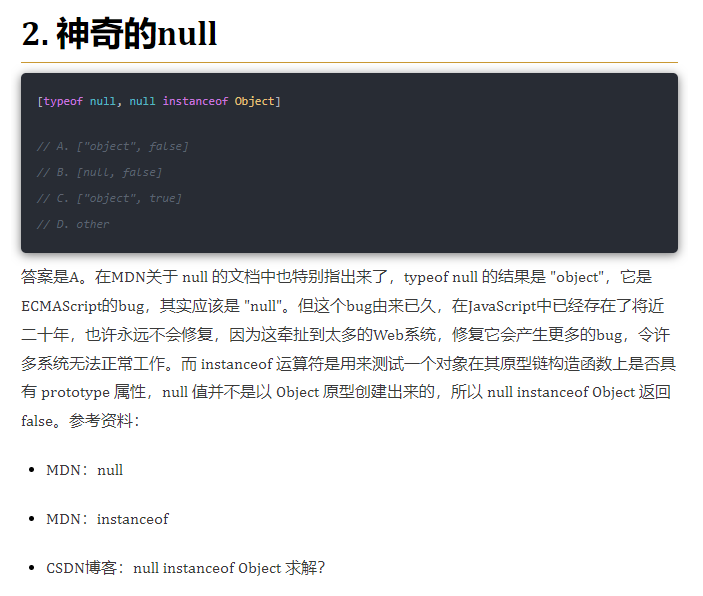 2. 神奇的null
[typeof null, null instanceof Object]
// A. ["object", false]
// B. [null, false]
// C. ["object", true]
// D. other
答案是A。在MDN关于 null 的文档中也特别指出来了，typeof null 的结果是 "object"，它是
ECMAScript的bug，其实应该是 "null"。但这个bug由来已久，在JavaScript中已经存在了将近
二十年，也许永远不会修复，因为这牵扯到太多的Web系统，修复它会产生更多的bug，令许
多系统无法正常工作。而 instanceof 运算符是用来测试一个对象在其原型链构造函数上是否具
有 prototype 属性，null 值并不是以 Object 原型创建出来的，所以 null instanceof Object 返回
false。参考资料：
MDN：null
MDN：instanceof
CSDN博客：null instanceof Object 求解？